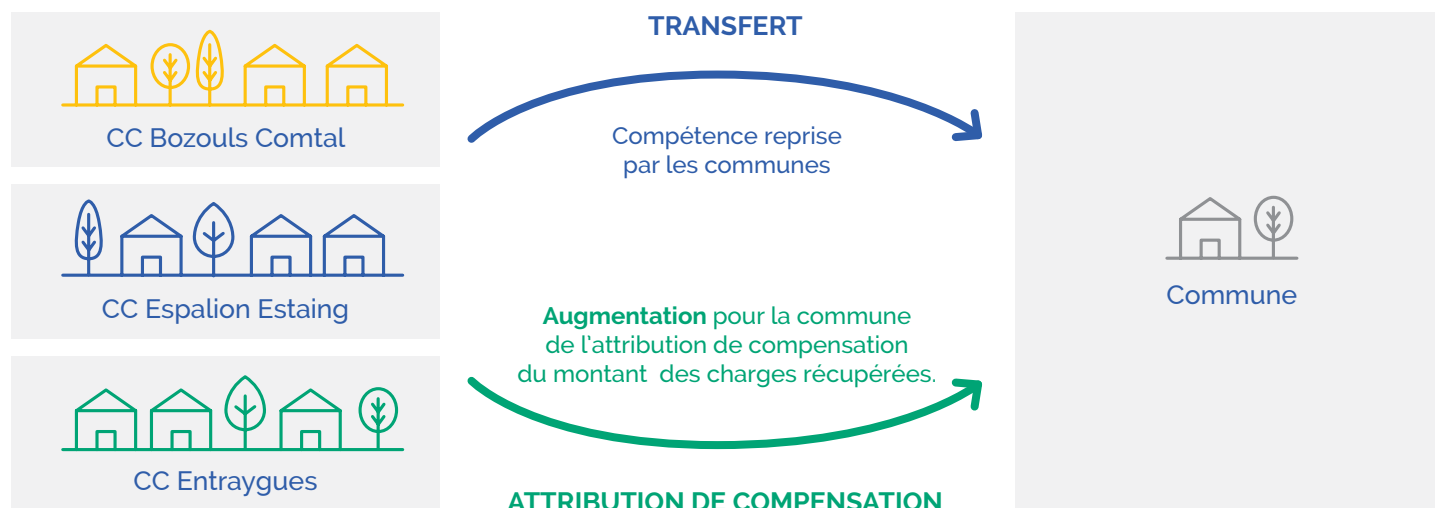 CC Bozouls Comtal
CC Espalion Estaing
CC Entraygues
TRANSFERT
Compétence reprise
par les communes
Augmentation pour la commune
de l'attribution de compensation
du montant  des charges récupérées.
ATTRIBUTION DE COMPENSATION
Commune